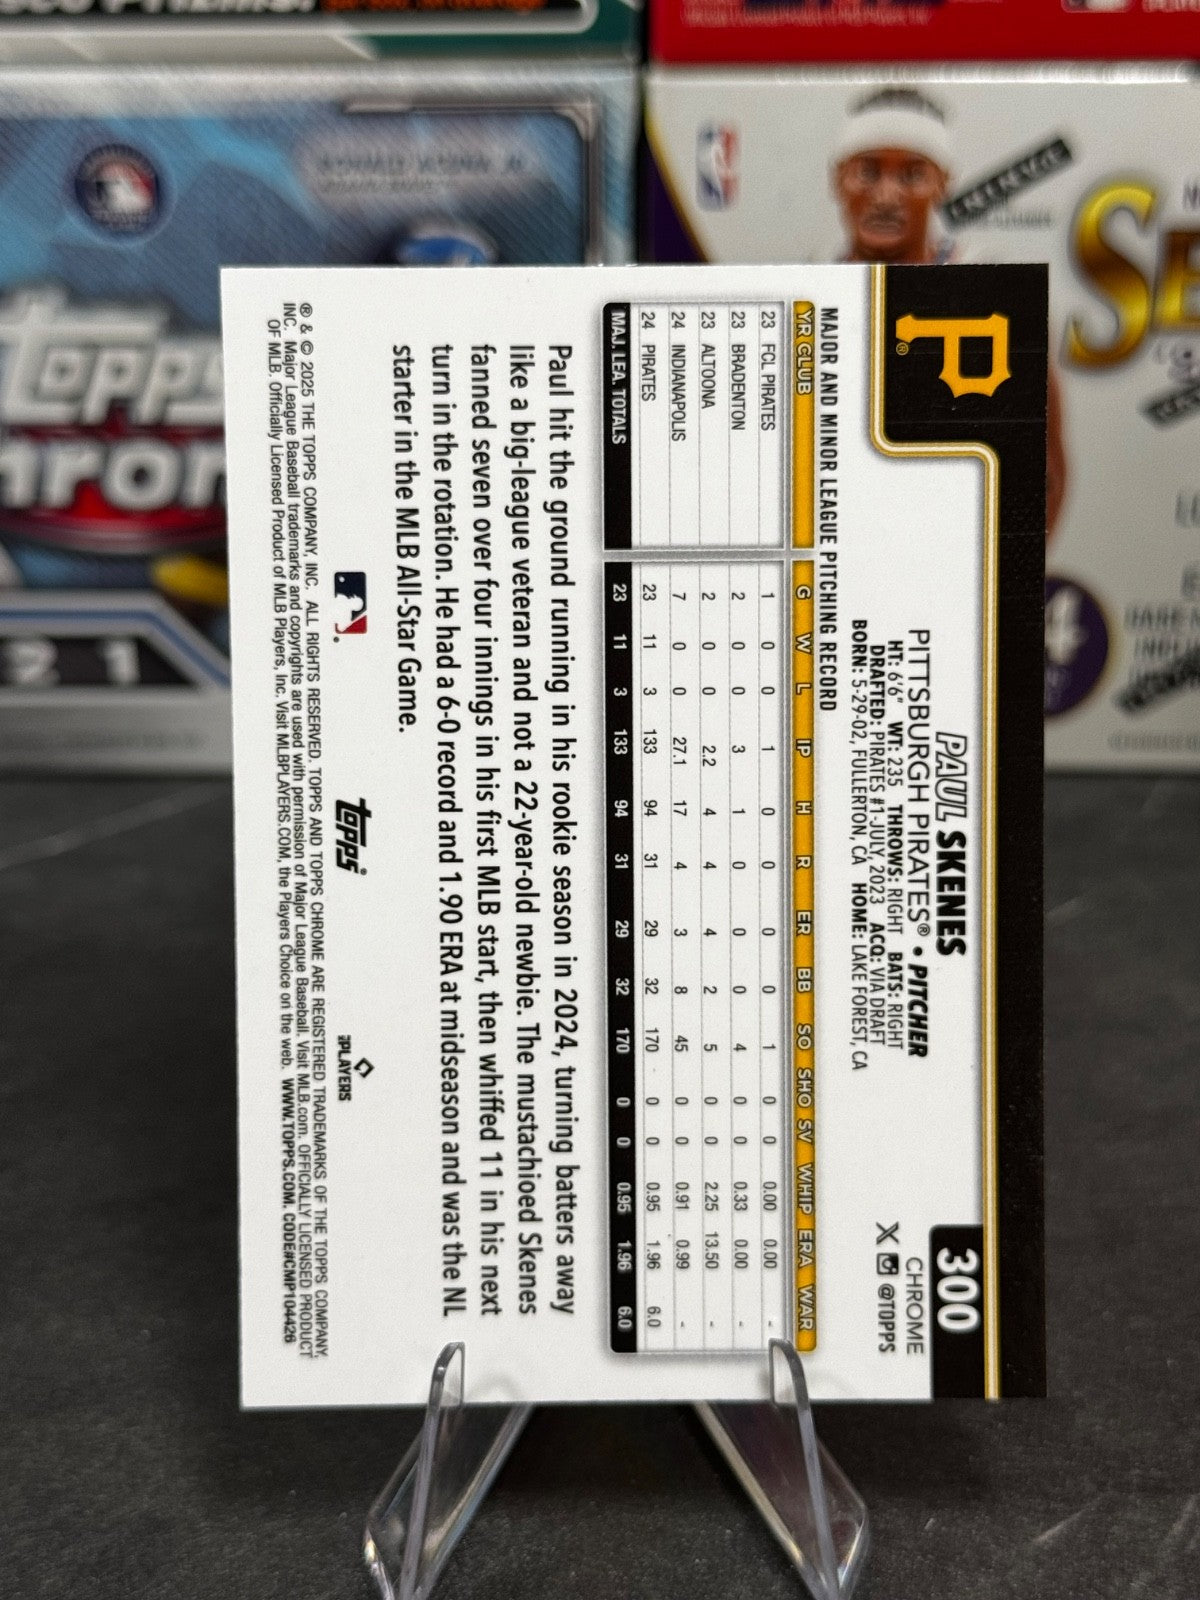 Topps
Chrom
INTRIGUE
P®
300
CHROME
@TOPPS
PAUL SKENES
PITTSBURGH PIRATES® • PITCHER
HT: 6'6" WT: 235 THROWS: RIGHT BATS: RIGHT
DRAFTED: PIRATES #1-JULY, 2023 ACQ: VIA DRAFT
BORN: 5-29-02, FULLERTON, CA HOME: LAKE FOREST, CA
MAJOR AND MINOR LEAGUE PITCHING RECORD
YR CLUB G W L IP H R ER BB SO SHO SV WHIP ERA WAR
23 FCL PIRATES 1 0 0 1 0 0 0 0 1 0 0 0.00 0.00 -
23 BRADENTON 2 0 0 3 1 0 0 0 4 0 0 0.33 0.00 -
23 ALTOONA 2 0 0 2.2 4 4 4 2 5 0 0 2.25 13.50 -
24 INDIANAPOLIS 7 0 0 27.1 17 4 3 8 45 0 0 0.91 0.99 -
24 PIRATES 23 11 3 133 94 31 29 32 170 0 0 0.95 1.96 6.0
MAJ. LEA. TOTALS 23 11 3 133 94 31 29 32 170 0 0 0.95 1.96 6.0
Paul hit the ground running in his rookie season in 2024, turning batters away
like a big-league veteran and not a 22-year-old newbie. The mustachioed Skenes
fanned seven over four innings in his first MLB start, then whiffed 11 in his next
turn in the rotation. He had a 6-0 record and 1.90 ERA at midseason and was the NL
starter in the MLB All-Star Game.
topps®
PLAYERS
® & © 2025 THE TOPPS COMPANY, INC. ALL RIGHTS RESERVED. TOPPS AND TOPPS CHROME ARE REGISTERED TRADEMARKS OF THE TOPPS COMPANY,
INC. Major League Baseball trademarks and copyrights are used with permission of Major League Baseball. Visit MLB.com. OFFICIALLY LICENSED PRODUCT
OF MLB. Officially Licensed Product of MLB Players, Inc. Visit MLBPLAYERS.COM, the Players Choice on the web. WWW.TOPPS.COM. CODE#CMP104426